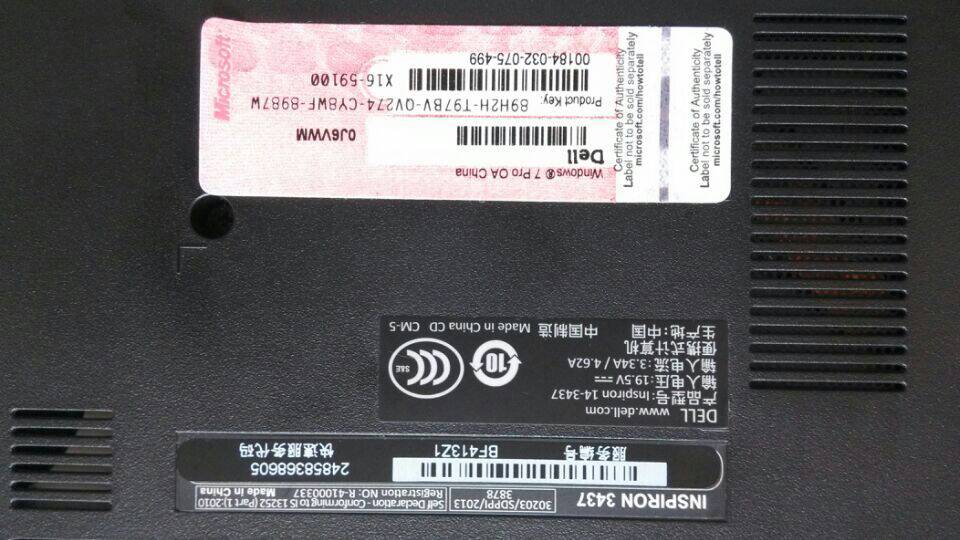 INSPIRON 3437
30203/SDPPI/2013
3878
Self Declaration - Conforming to IS 13252 (Part 1):2010
Registration NO: R-41000337 Made in China
服务编号 BF413Z1
快速服务代码 24858368605
DELL www.dell.com
产品型号: Inspiron 14-3437
输入电压: 19.5V
输入电流: 3.34A / 4.62A
便携式计算机
生产地: 中国 中国制造 Made in China CD CM-5
10
CCC
S&E
Windows® 7 Pro OA China
Dell
0J6VWM
Product Key: 89H2H-T97BV-QV274-CY8WF-8987W
X16-59100
00184-032-075-499
Microsoft
Certificate of Authenticity
Label not to be sold separately
microsoft.com/howtotell
Certificate of Authenticity
Label not to be sold separately
microsoft.com/howtotell